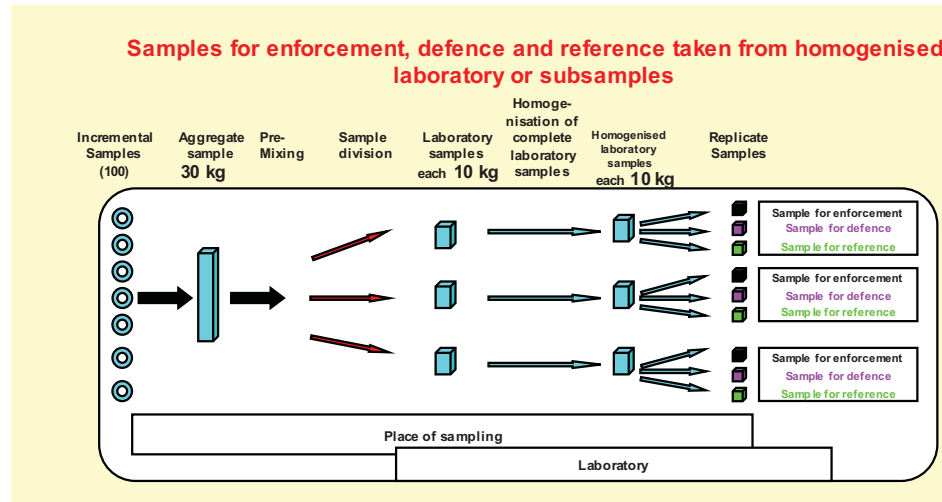 Samples for enforcement, defence and reference taken from homogenised
laboratory or subsamples
Incremental
Samples
(100)
Aggregate
sample
30 kg
Pre-
Mixing
Sample
division
Laboratory
samples
each 10 kg
Homoge-
nisation of
complete
laboratory
samples
Homogenised
laboratory
samples
each 10 kg
Replicate
Samples
Sample for enforcement
Sample for defence
Sample for reference
Sample for enforcement
Sample for defence
Sample for reference
Sample for enforcement
Sample for defence
Sample for reference
Place of sampling
Laboratory